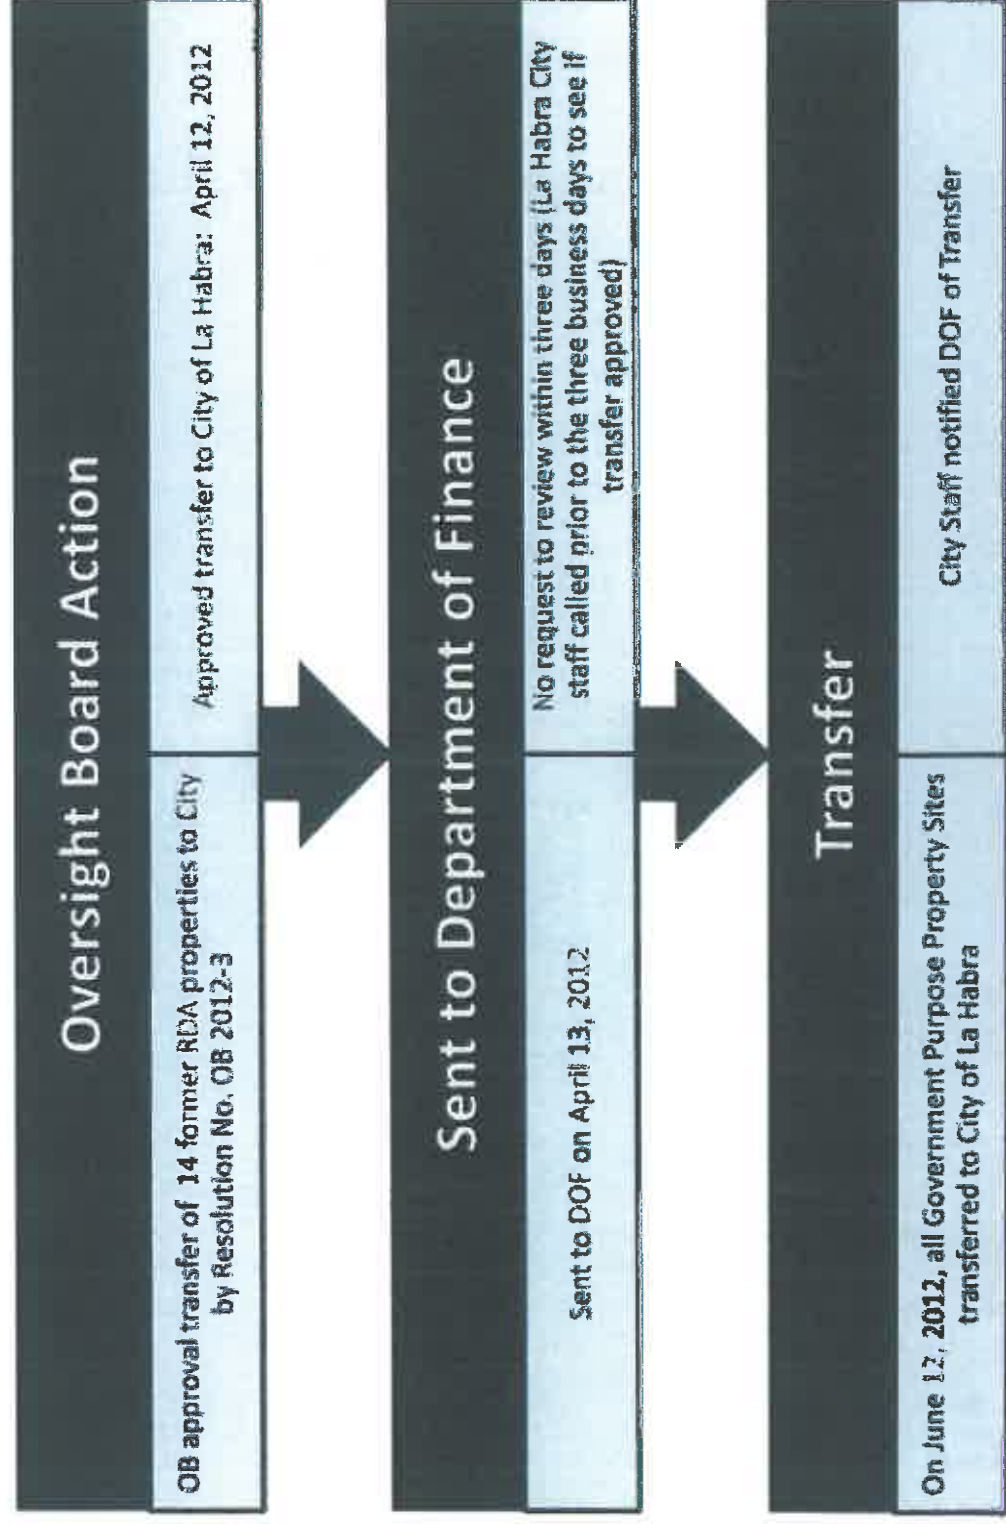 Oversight Board Action
OB approval transfer of 14 former RDA properties to City
by Resolution No. OB 2012-3
Approved transfer to City of La Habra: April 12, 2012
Sent to Department of Finance
Sent to DOF on April 13, 2012
No request to review within three days (La Habra City
staff called prior to the three business days to see if
transfer approved)
Transfer
On June 12, 2012, all Government Purpose Property Sites
transferred to City of La Habra
City Staff notified DOF of Transfer